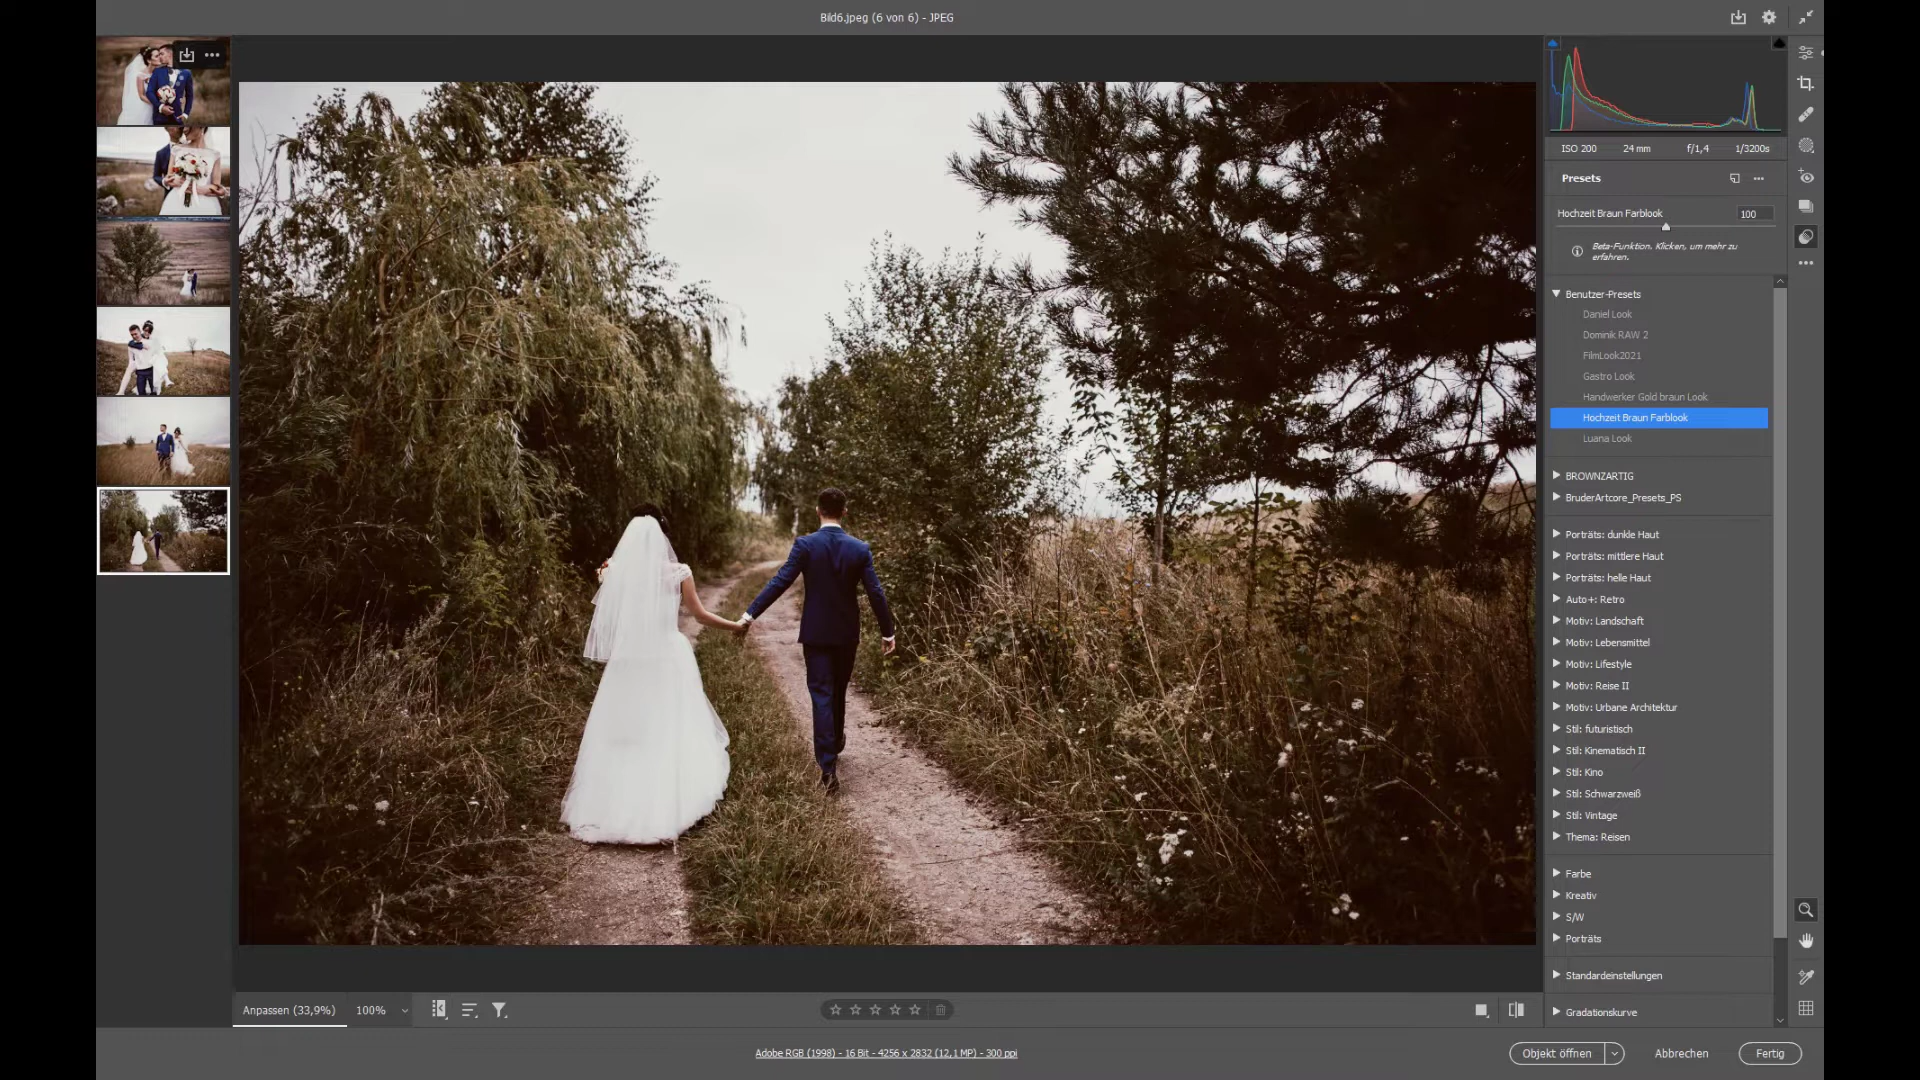 Bild6.jpeg (6 von 6) - JPEG
ISO 200 24 mm f/1,4 1/3200s
Presets
Hochzeit Braun Farblook 100
Beta-Funktion. Klicken, um mehr zu
erfahren.
Benutzer-Presets
Daniel Look
Dominik RAW 2
FilmLook2021
Gastro Look
Handwerker Gold braun Look
Hochzeit Braun Farblook
Luana Look
BROWNZARTIG
BruderArtcore_Presets_PS
Porträts: dunkle Haut
Porträts: mittlere Haut
Porträts: helle Haut
Auto+: Retro
Motiv: Landschaft
Motiv: Lebensmittel
Motiv: Lifestyle
Motiv: Reise II
Motiv: Urbane Architektur
Stil: futuristisch
Stil: Kinematisch II
Stil: Kino
Stil: Schwarzweiß
Stil: Vintage
Thema: Reisen
Farbe
Kreativ
S/W
Porträts
Standardeinstellungen
Gradationskurve
Anpassen (33,9%) 100%
Adobe RGB (1998) - 16 Bit - 4256 x 2832 (12,1 MP) - 300 ppi
Objekt öffnen Abbrechen Fertig